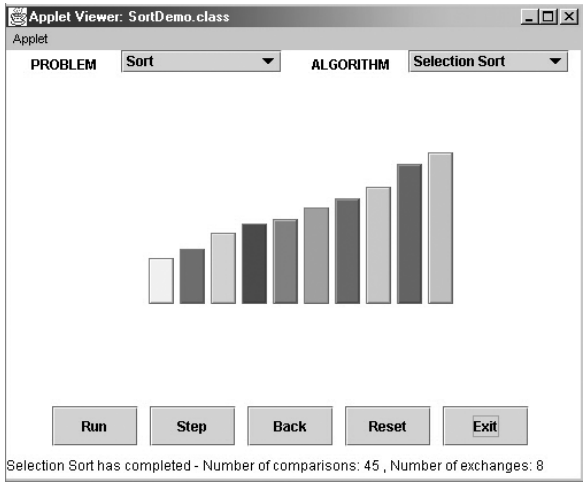 Applet Viewer: SortDemo.class
Applet
PROBLEM Sort ALGORITHM Selection Sort
Run Step Back Reset Exit
Selection Sort has completed - Number of comparisons: 45 , Number of exchanges: 8